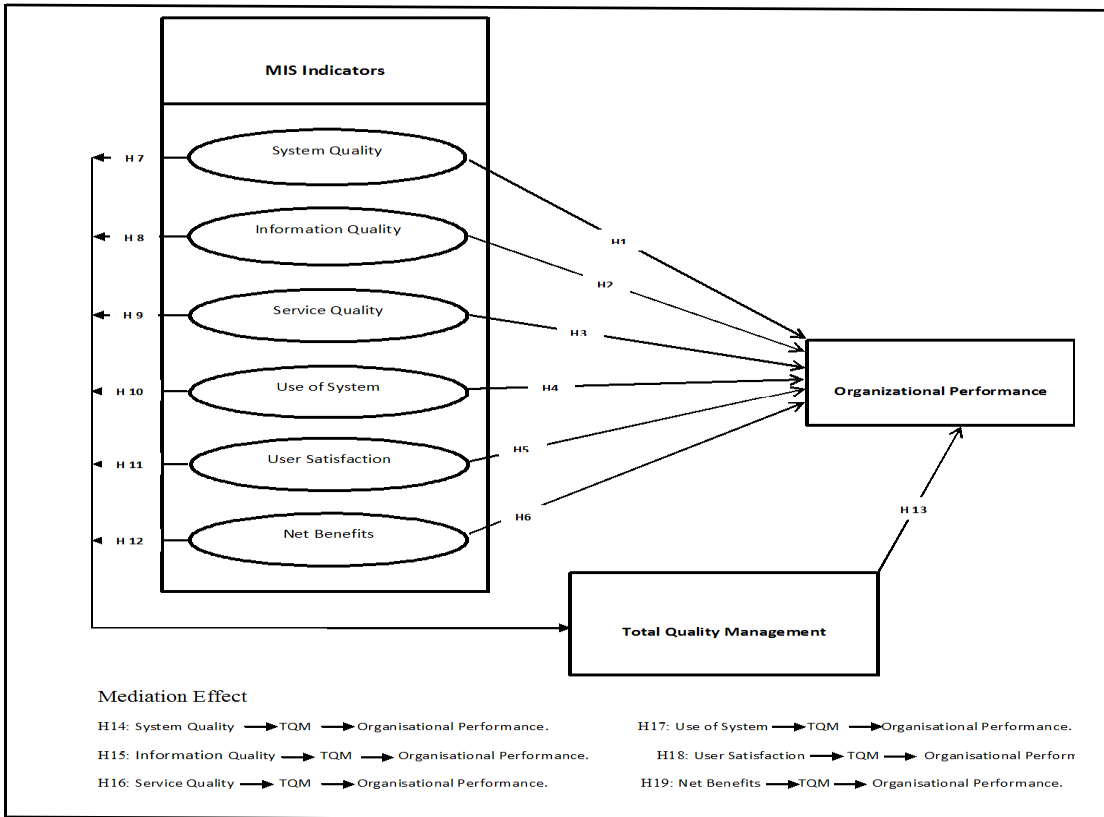 MIS Indicators
System Quality
H 7
H1
Information Quality
H 8
H2
Service Quality
H 9
H3
Use of System
H 10
H4
Organizational Performance
User Satisfaction
H 11
H5
Net Benefits
H 12
H6
H 13
Total Quality Management
Mediation Effect
H14: System Quality → TQM → Organisational Performance.
H17: Use of System → TQM → Organisational Performance.
H15: Information Quality → TQM → Organisational Performance.
H18: User Satisfaction → TQM → Organisational Perform
H16: Service Quality → TQM → Organisational Performance.
H19: Net Benefits → TQM → Organisational Performance.